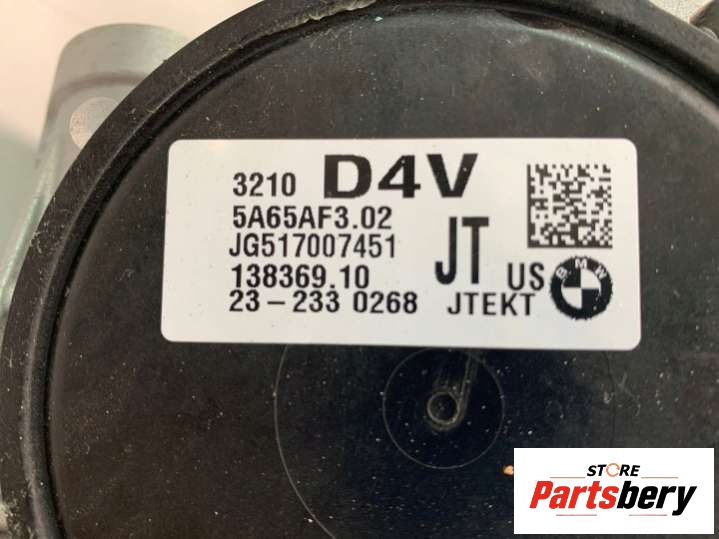 3210 D4V
5A65AF3.02
JG517007451
138369.10
23-233 0268
JT US
JTEKT
BMW
STORE
Partsbery